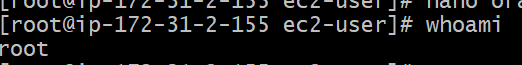 [root@ip-172-31-2-155 ec2-user]# nano ora
[root@ip-172-31-2-155 ec2-user]# whoami
root